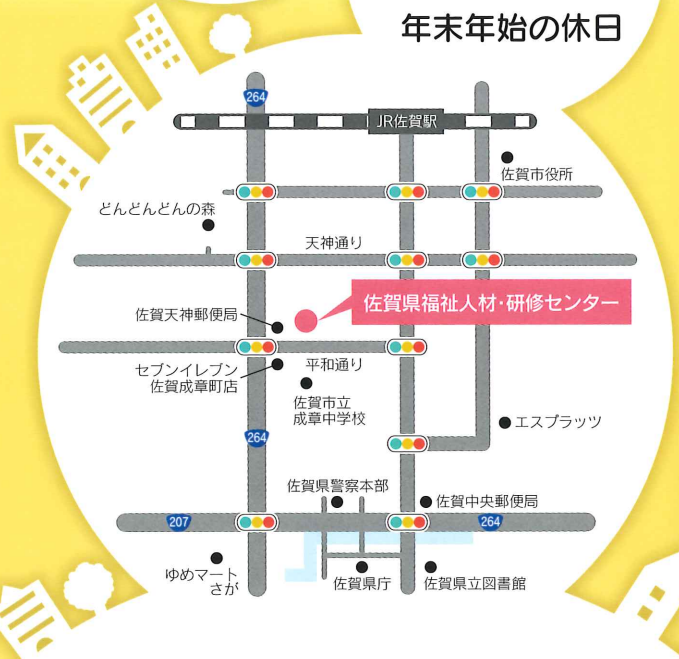 年末年始の休日
264
JR佐賀駅
佐賀市役所
どんどんどんの森
天神通り
佐賀県福祉人材・研修センター
佐賀天神郵便局
セブンイレブン
佐賀成章町店
平和通り
佐賀市立
成章中学校
エスプラッツ
264
佐賀県警察本部
佐賀中央郵便局
207
264
ゆめマート
さが
佐賀県庁
佐賀県立図書館